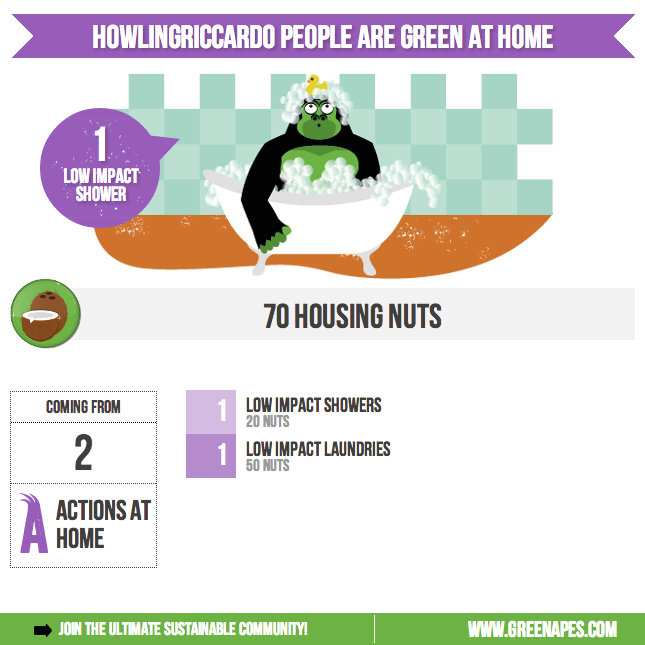 HOWLINGRICCARDO PEOPLE ARE GREEN AT HOME
1
LOW IMPACT
SHOWER
70 HOUSING NUTS
COMING FROM
2
ACTIONS AT
HOME
1 LOW IMPACT SHOWERS
20 NUTS
1 LOW IMPACT LAUNDRIES
50 NUTS
JOIN THE ULTIMATE SUSTAINABLE COMMUNITY!
WWW.GREENAPES.COM